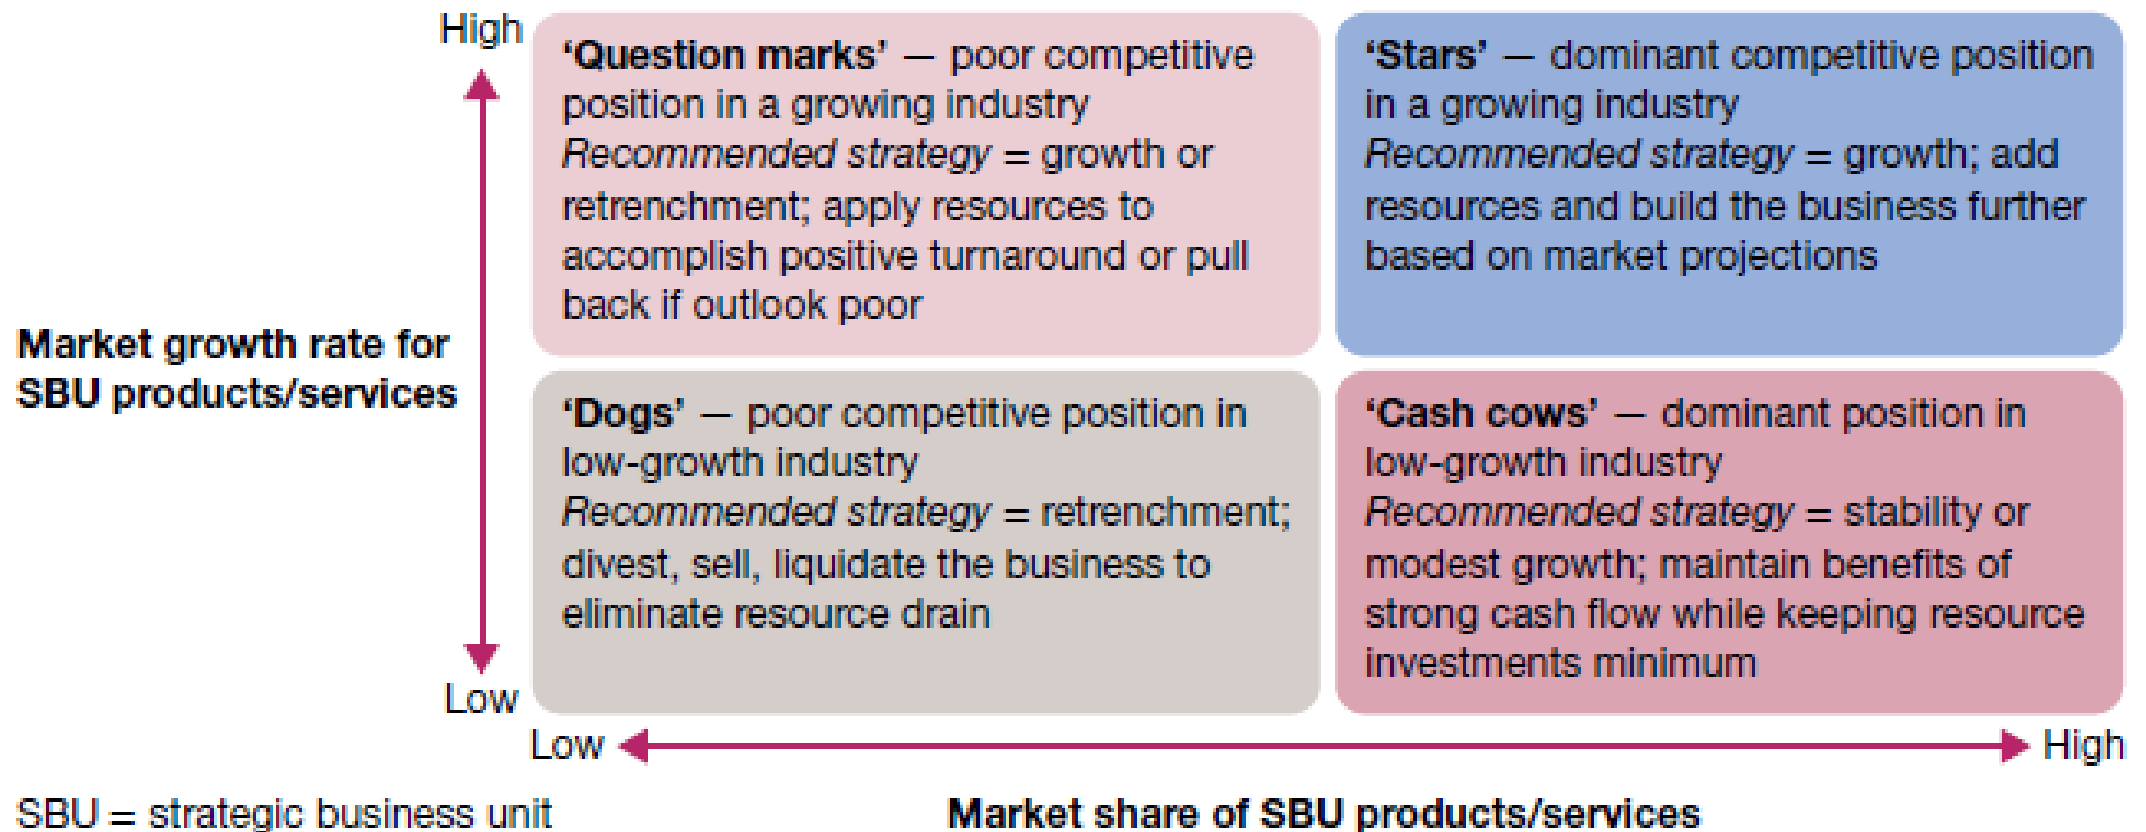 High
'Question marks' — poor competitive
position in a growing industry
Recommended strategy = growth or
retrenchment; apply resources to
accomplish positive turnaround or pull
back if outlook poor
'Stars' — dominant competitive position
in a growing industry
Recommended strategy = growth; add
resources and build the business further
based on market projections
Market growth rate for
SBU products/services
'Dogs' — poor competitive position in
low-growth industry
Recommended strategy = retrenchment;
divest, sell, liquidate the business to
eliminate resource drain
'Cash cows' — dominant position in
low-growth industry
Recommended strategy = stability or
modest growth; maintain benefits of
strong cash flow while keeping resource
investments minimum
Low
Low
High
SBU = strategic business unit
Market share of SBU products/services